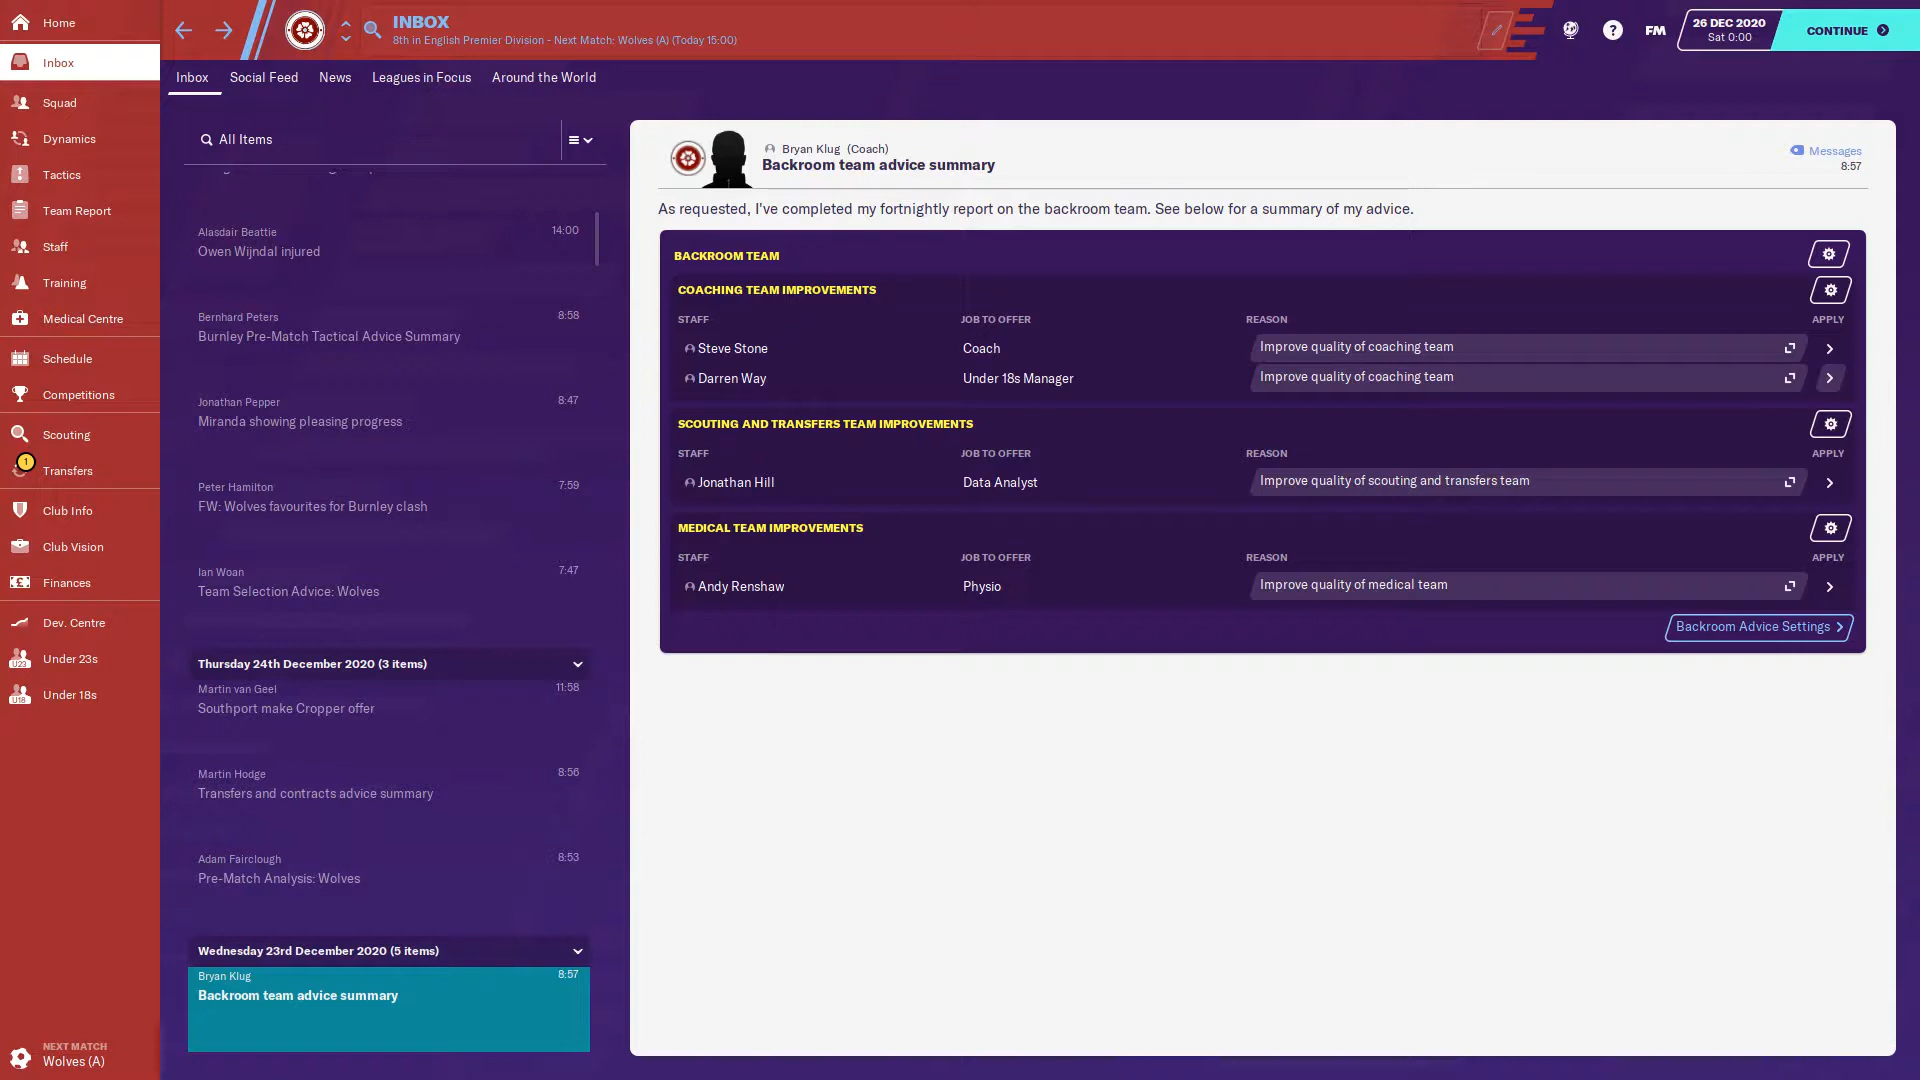 Home
Inbox
Squad
Dynamics
Tactics
Team Report
Staff
Training
Medical Centre
Schedule
Competitions
Scouting
1
Transfers
Club Info
Club Vision
Finances
Dev. Centre
U23
Under 23s
U18
Under 18s
NEXT MATCH
Wolves (A)
INBOX
8th in English Premier Division - Next Match: Wolves (A) (Today 15:00)
?
FM
26 DEC 2020
Sat 0:00
CONTINUE
Inbox
Social Feed
News
Leagues in Focus
Around the World
All Items
Alasdair Beattie
14:00
Owen Wijndal injured
Bernhard Peters
8:58
Burnley Pre-Match Tactical Advice Summary
Jonathan Pepper
8:47
Miranda showing pleasing progress
Peter Hamilton
7:59
FW: Wolves favourites for Burnley clash
Ian Woan
7:47
Team Selection Advice: Wolves
Thursday 24th December 2020 (3 items)
Martin van Geel
11:58
Southport make Cropper offer
Martin Hodge
8:56
Transfers and contracts advice summary
Adam Fairclough
8:53
Pre-Match Analysis: Wolves
Wednesday 23rd December 2020 (5 items)
Bryan Klug
8:57
Backroom team advice summary
Bryan Klug (Coach)
Backroom team advice summary
Messages
8:57
As requested, I've completed my fortnightly report on the backroom team. See below for a summary of my advice.
BACKROOM TEAM
COACHING TEAM IMPROVEMENTS
STAFF JOB TO OFFER REASON APPLY
Steve Stone Coach Improve quality of coaching team
Darren Way Under 18s Manager Improve quality of coaching team
SCOUTING AND TRANSFERS TEAM IMPROVEMENTS
STAFF JOB TO OFFER REASON APPLY
Jonathan Hill Data Analyst Improve quality of scouting and transfers team
MEDICAL TEAM IMPROVEMENTS
STAFF JOB TO OFFER REASON APPLY
Andy Renshaw Physio Improve quality of medical team
Backroom Advice Settings